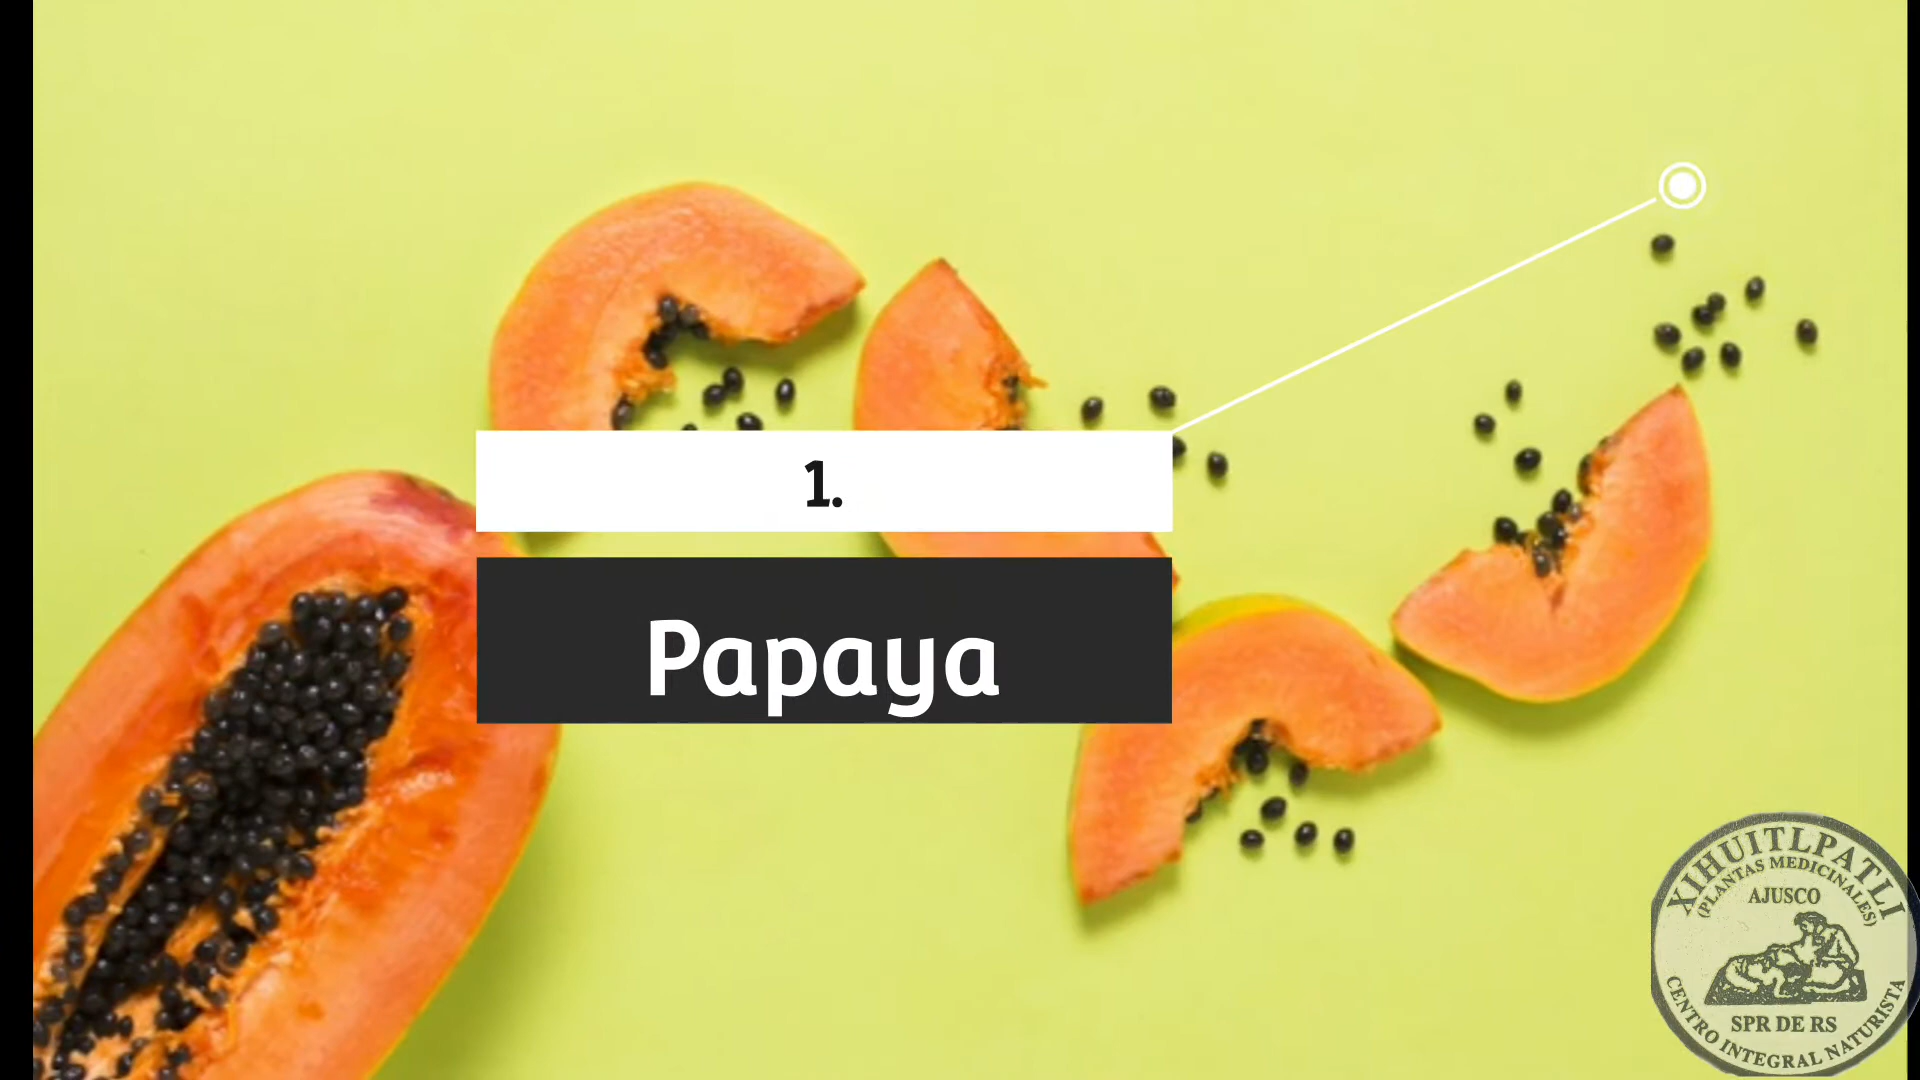 1.
Papaya
XIHUITLPATLI
(PLANTAS MEDICINALES)
AJUSCO
SPR DE RS
CENTRO INTEGRAL NATURISTA